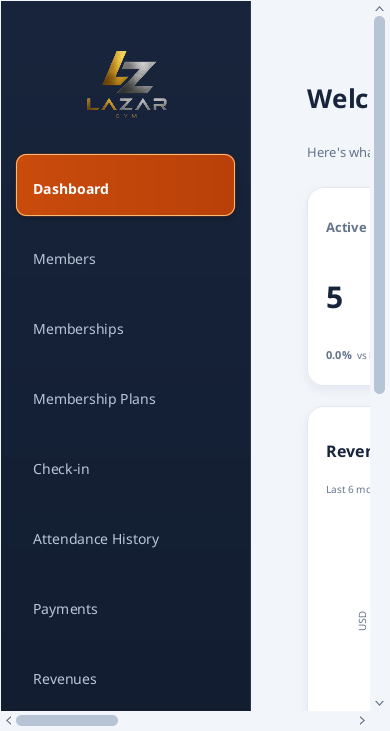 LAZAR
GYM
Dashboard
Members
Memberships
Membership Plans
Check-in
Attendance History
Payments
Revenues
Welc
Here's wha
Active
5
0.0% vs
Reven
Last 6 mo
USD